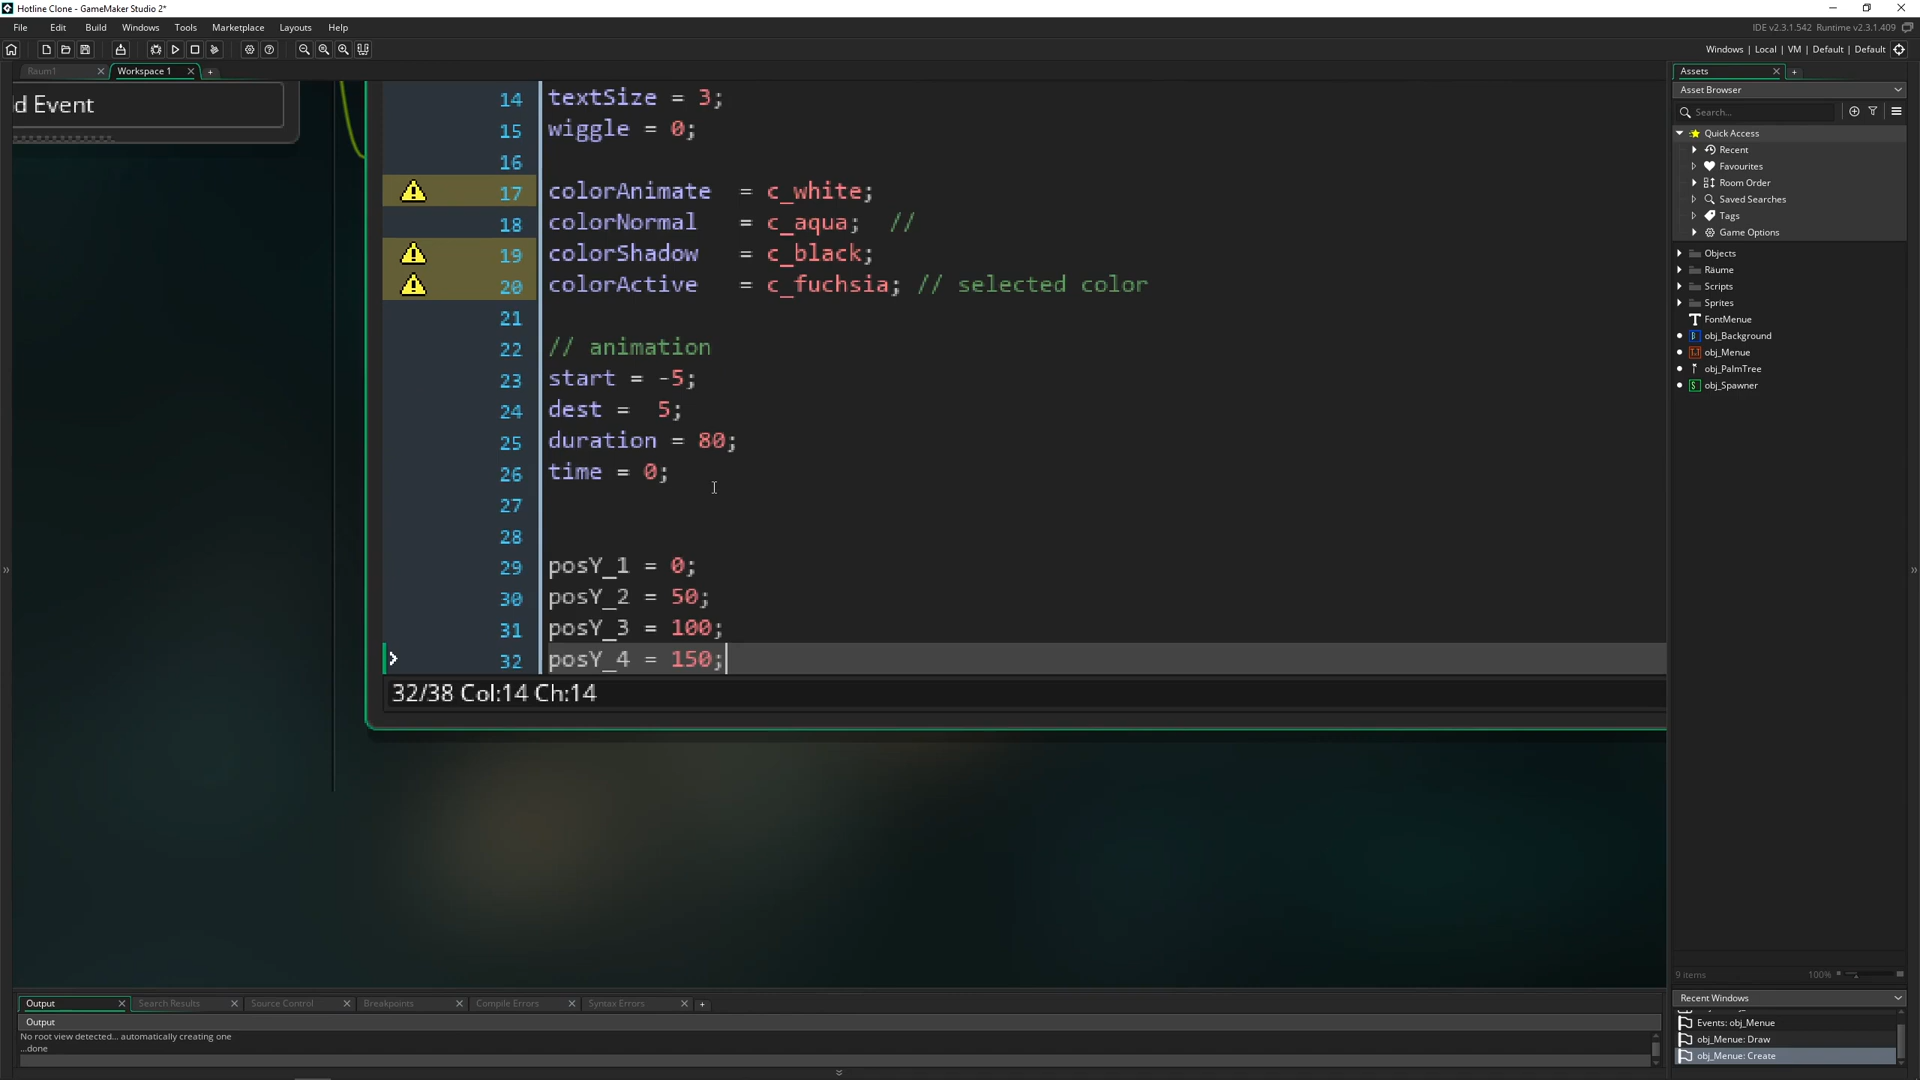 Hotline Clone - GameMaker Studio 2*
File Edit Build Windows Tools Marketplace Layouts Help
IDE v2.3.1.542 Runtime v2.3.1.409
Windows | Local | VM | Default | Default
Raum1
Workspace 1
d Event
14 textSize = 3;
15 wiggle = 0;
16
17 colorAnimate = c_white;
18 colorNormal = c_aqua; //
19 colorShadow = c_black;
20 colorActive = c_fuchsia; // selected color
21
22 // animation
23 start = -5;
24 dest = 5;
25 duration = 80;
26 time = 0;
27
28
29 posY_1 = 0;
30 posY_2 = 50;
31 posY_3 = 100;
32 posY_4 = 150;
32/38 Col:14 Ch:14
Assets
Asset Browser
Search...
Quick Access
Recent
Favourites
Room Order
Saved Searches
Tags
Game Options
Objects
Räume
Scripts
Sprites
FontMenue
obj_Background
obj_Menue
obj_PalmTree
obj_Spawner
9 items 100%
Recent Windows
Events: obj_Menue
obj_Menue: Draw
obj_Menue: Create
Output Search Results Source Control Breakpoints Compile Errors Syntax Errors
Output
No root view detected... automatically creating one
...done